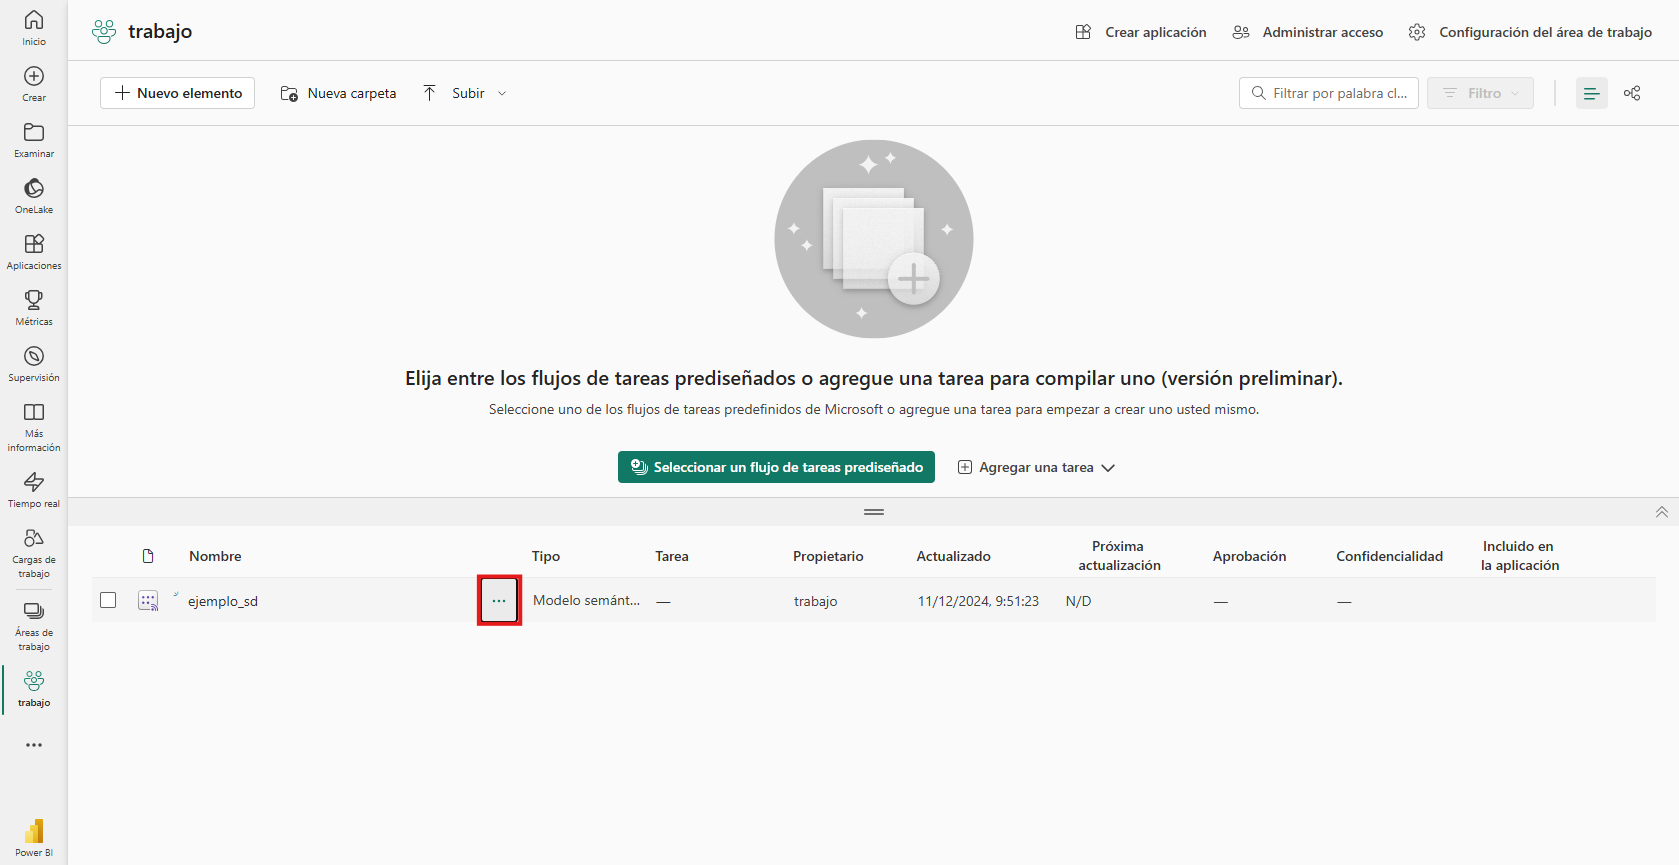 Inicio
Crear
Examinar
OneLake
Aplicaciones
Métricas
Supervisión
Más
información
Tiempo real
Cargas de
trabajo
Áreas de
trabajo
trabajo
Power BI
trabajo
Crear aplicación
Administrar acceso
Configuración del área de trabajo
Nuevo elemento
Nueva carpeta
Subir
Filtrar por palabra cl...
Filtro
Elija entre los flujos de tareas prediseñados o agregue una tarea para compilar uno (versión preliminar).
Seleccione uno de los flujos de tareas predefinidos de Microsoft o agregue una tarea para empezar a crear uno usted mismo.
Seleccionar un flujo de tareas prediseñado
Agregar una tarea
Nombre
Tipo
Tarea
Propietario
Actualizado
Próxima
actualización
Aprobación
Confidencialidad
Incluido en
la aplicación
ejemplo_sd
...
Modelo semánt...
—
trabajo
11/12/2024, 9:51:23
N/D
—
—